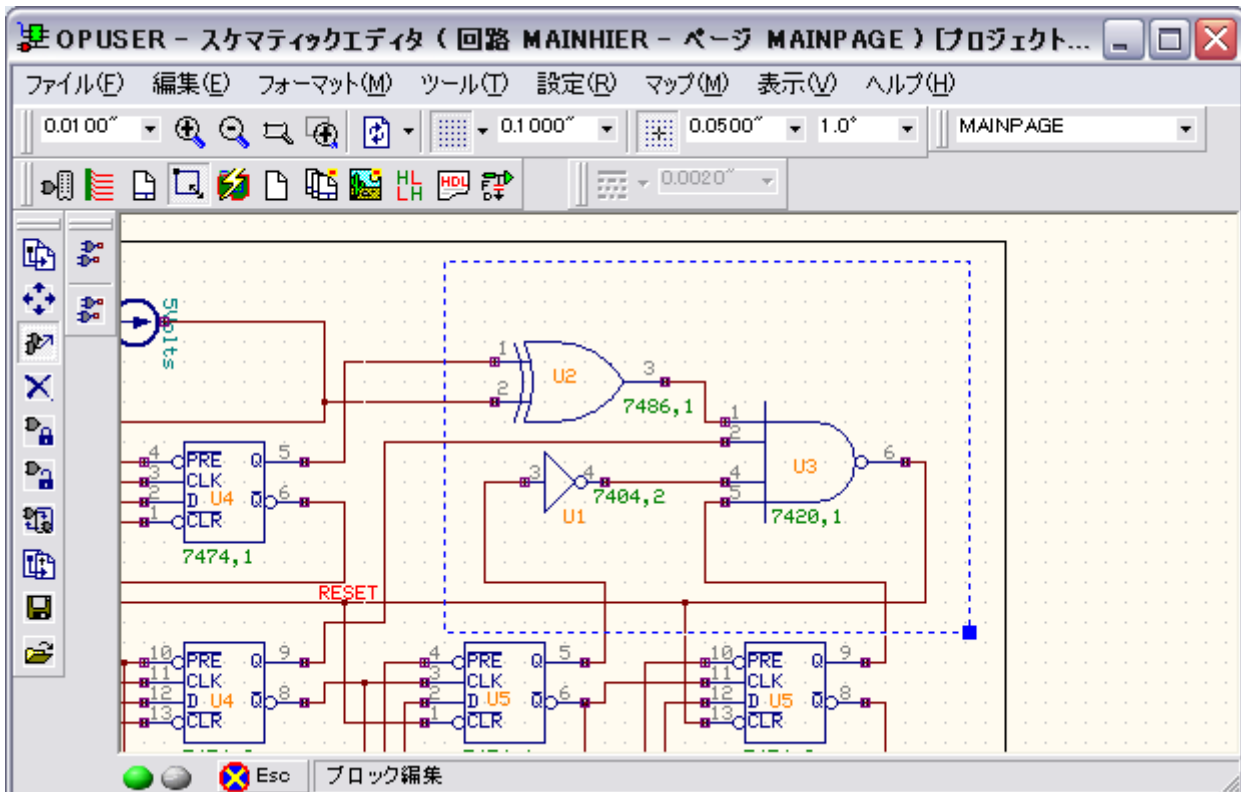 OPUSER - スケマティックエディタ ( 回路 MAINHIER - ページ MAINPAGE ) [プロジェクト...
ファイル(F) 編集(E) フォーマット(M) ツール(T) 設定(R) マップ(M) 表示(V) ヘルプ(H)
0.0100" 0.1000" 0.0500" 1.0° MAINPAGE
HL LH HDL 0.0020"
5Volts
1 U2 3
2 7486,1
1
2 U3 6
3 4 4
7404,2 5
U1 7420,1
4 PRE Q 5
3 CLK
2 D U4 Q 6
1 CLR
7474,1
RESET
10 PRE Q 9
11 CLK
12 D U4 Q 8
13 CLR
4 PRE Q 5
3 CLK
2 D U5 Q 6
1 CLR
10 PRE Q 9
11 CLK
12 D U5 Q 8
13 CLR
Esc ブロック編集